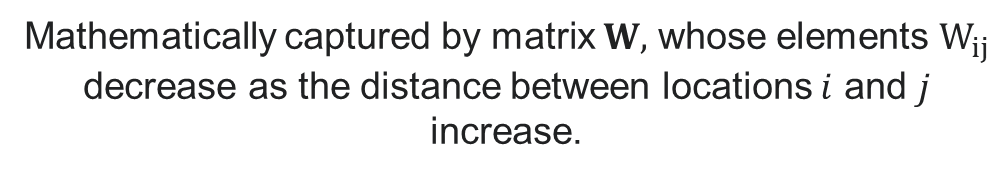 Mathematically captured by matrix W, whose elements Wij
decrease as the distance between locations i and j
increase.